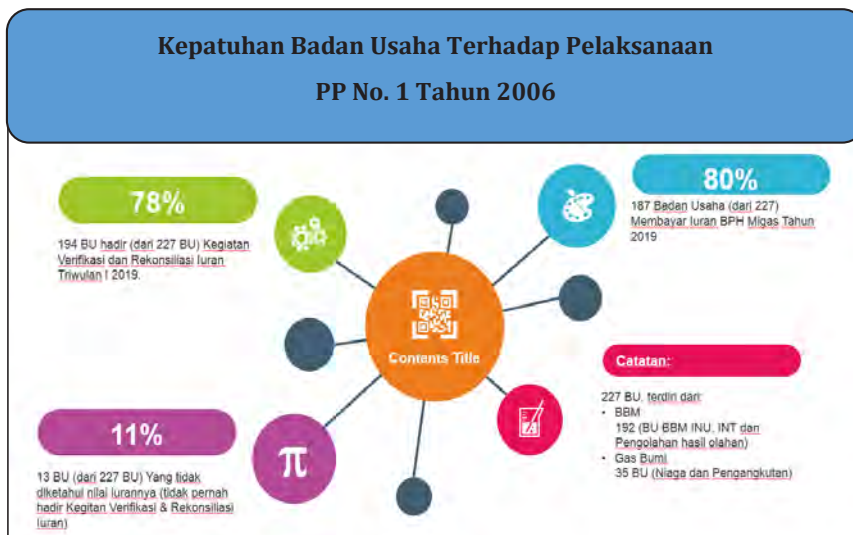 Kepatuhan Badan Usaha Terhadap Pelaksanaan
PP No. 1 Tahun 2006
78%
194 BU hadir (dari 227 BU) Kegiatan
Verifikasi dan Rekonsiliasi Iuran
Triwulan I 2019.
80%
187 Bedan Usaha (dari 227)
Membayar Iuran BPH Migas Tahun
2019
Contents Title
11%
13 BU (dari 227 BU) Yang tidak
diketahui nilai Iurannya (tidak pernah
hadir Kegitan Verifikasi & Rekonsiliasi
Iuran)
Catatan:
227 BU, terdiri dari:
• BBM
192 (BU BBM INU, INT dan
Pengolahan hasil olahan)
• Gas Bumi
35 BU (Niaga dan Pengangkutan)
π